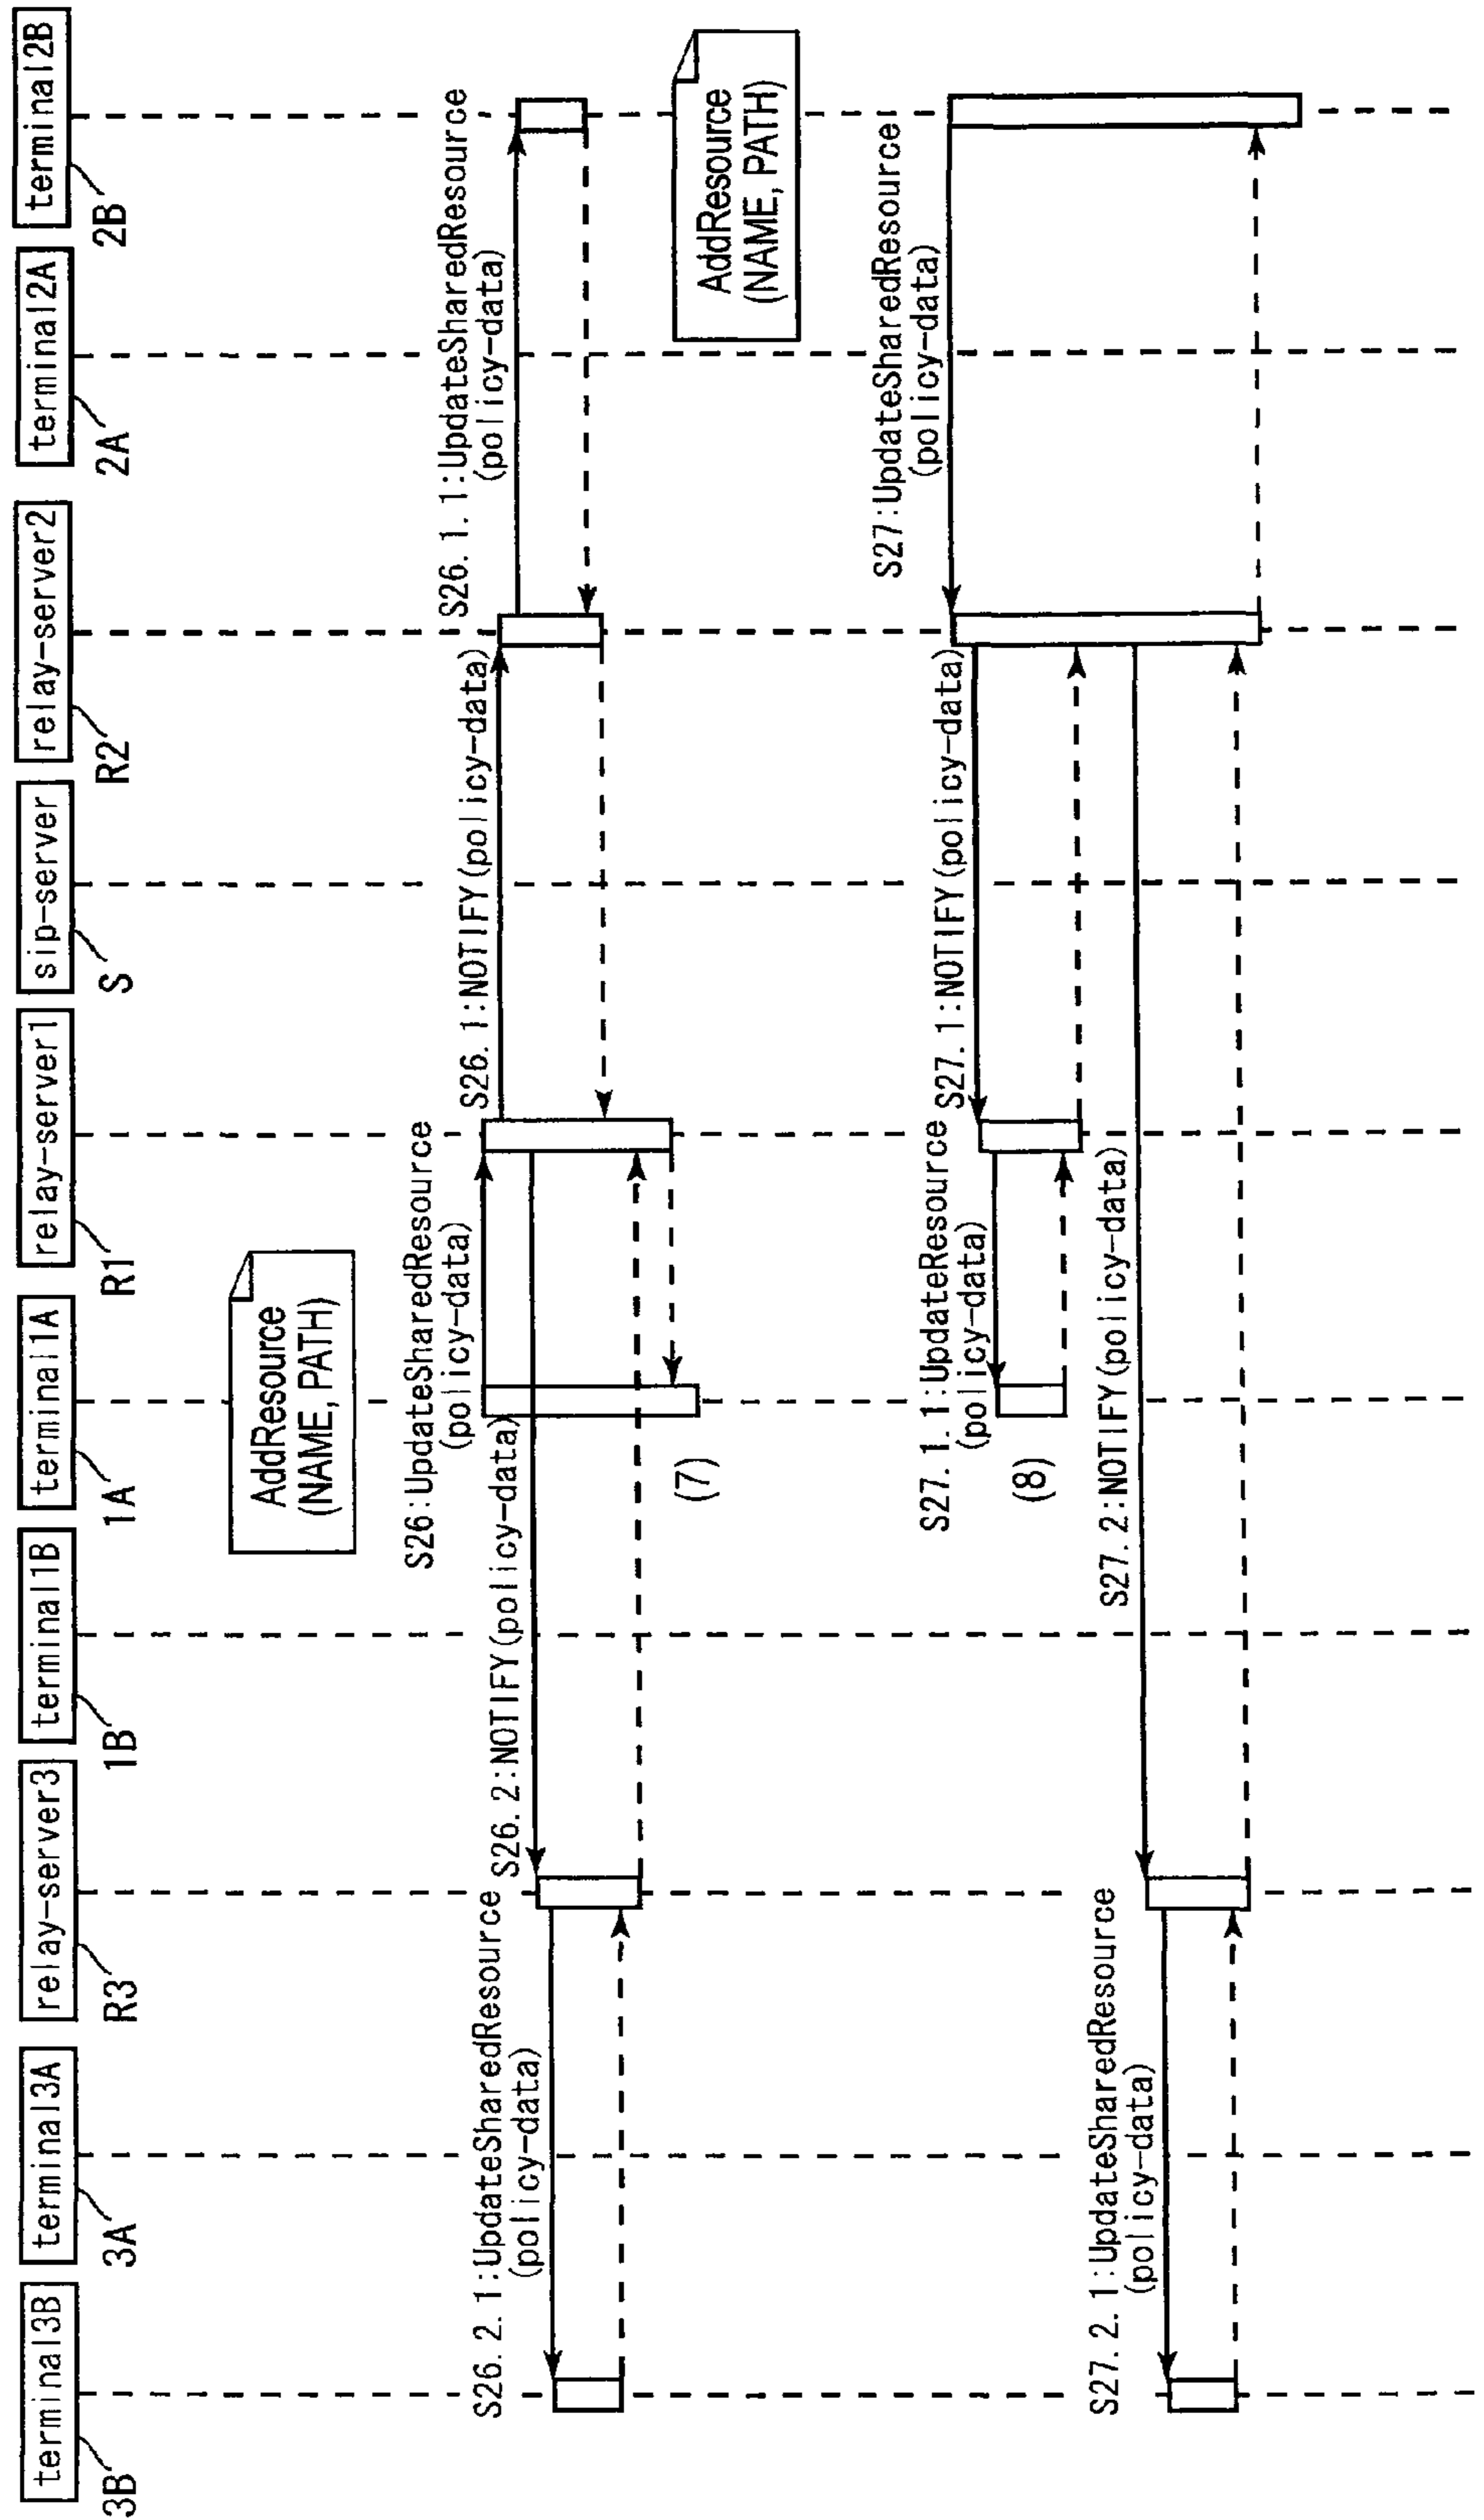 terminal3B
terminal3A
relay-server3
terminal1B
terminal1A
relay-server1
sip-server
relay-server2
terminal2A
terminal2B
3B
3A
R3
1B
1A
R1
S
R2
2A
2B
AddResource
(NAME, PATH)
S26:UpdateSharedResource
(policy-data)
S26.1:NOTIFY(policy-data)
S26.1.1:UpdateSharedResource
(policy-data)
S26.2:NOTIFY(policy-data)
S26.2.1:UpdateSharedResource
(policy-data)
(7)
AddResource
(NAME, PATH)
S27:UpdateSharedResource
(policy-data)
S27.1:NOTIFY(policy-data)
S27.1.1:UpdateResource
(policy-data)
(8)
S27.2:NOTIFY(policy-data)
S27.2.1:UpdateSharedResource
(policy-data)